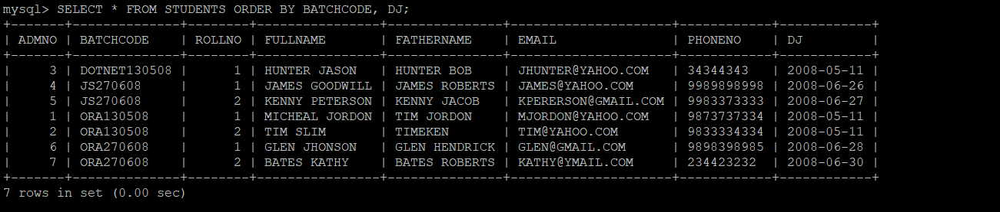 mysql> SELECT * FROM STUDENTS ORDER BY BATCHCODE, DJ;
+-------+--------------+--------+----------------+---------------+---------------------+------------+------------+
| ADMNO | BATCHCODE    | ROLLNO | FULLNAME       | FATHERNAME    | EMAIL               | PHONENO    | DJ         |
+-------+--------------+--------+----------------+---------------+---------------------+------------+------------+
|     3 | DOTNET130508 |      1 | HUNTER JASON   | HUNTER BOB    | JHUNTER@YAHOO.COM   | 34344343   | 2008-05-11 |
|     4 | JS270608     |      1 | JAMES GOODWILL | JAMES ROBERTS | JAMES@YAHOO.COM     | 9989898998 | 2008-06-26 |
|     5 | JS270608     |      2 | KENNY PETERSON | KENNY JACOB   | KPERERSON@GMAIL.COM | 9983373333 | 2008-06-27 |
|     1 | ORA130508    |      1 | MICHEAL JORDON | TIM JORDON    | MJORDON@YAHOO.COM   | 9873737334 | 2008-05-11 |
|     2 | ORA130508    |      2 | TIM SLIM       | TIMEKEN       | TIM@YAHOO.COM       | 9833334334 | 2008-05-11 |
|     6 | ORA270608    |      1 | GLEN JHONSON   | GLEN HENDRICK | GLEN@GMAIL.COM      | 9898398985 | 2008-06-28 |
|     7 | ORA270608    |      2 | BATES KATHY    | BATES ROBERTS | KATHY@YMAIL.COM     | 234423232  | 2008-06-30 |
+-------+--------------+--------+----------------+---------------+---------------------+------------+------------+
7 rows in set (0.00 sec)